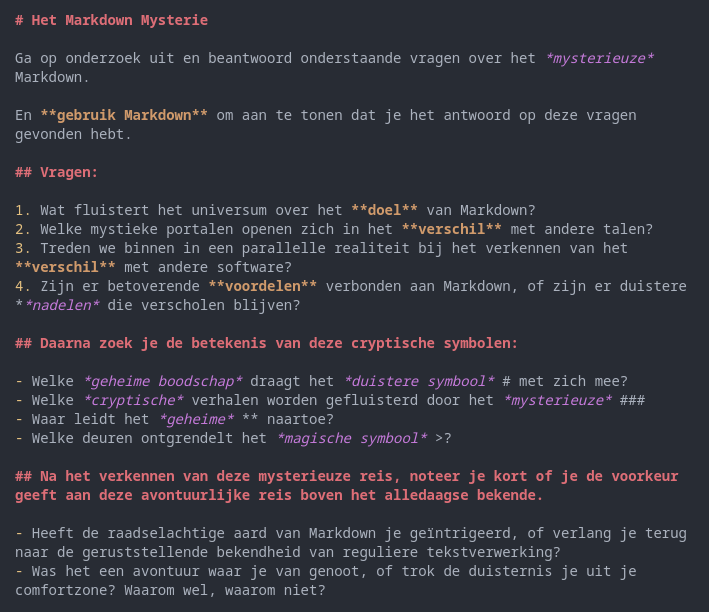 # Het Markdown Mysterie
Ga op onderzoek uit en beantwoord onderstaande vragen over het *mysterieuze*
Markdown.
En **gebruik Markdown** om aan te tonen dat je het antwoord op deze vragen
gevonden hebt.
## Vragen:
1. Wat fluistert het universum over het **doel** van Markdown?
2. Welke mystieke portalen openen zich in het **verschil** met andere talen?
3. Treden we binnen in een parallelle realiteit bij het verkennen van het
**verschil** met andere software?
4. Zijn er betoverende **voordelen** verbonden aan Markdown, of zijn er duistere
**nadelen* die verscholen blijven?
## Daarna zoek je de betekenis van deze cryptische symbolen:
- Welke *geheime boodschap* draagt het *duistere symbool* # met zich mee?
- Welke *cryptische* verhalen worden gefluisterd door het *mysterieuze* ###
- Waar leidt het *geheime* ** naartoe?
- Welke deuren ontgrendelt het *magische symbool* >?
## Na het verkennen van deze mysterieuze reis, noteer je kort of je de voorkeur
geeft aan deze avontuurlijke reis boven het alledaagse bekende.
- Heeft de raadselachtige aard van Markdown je geïntrigeerd, of verlang je terug
naar de geruststellende bekendheid van reguliere tekstverwerking?
- Was het een avontuur waar je van genoot, of trok de duisternis je uit je
comfortzone? Waarom wel, waarom niet?